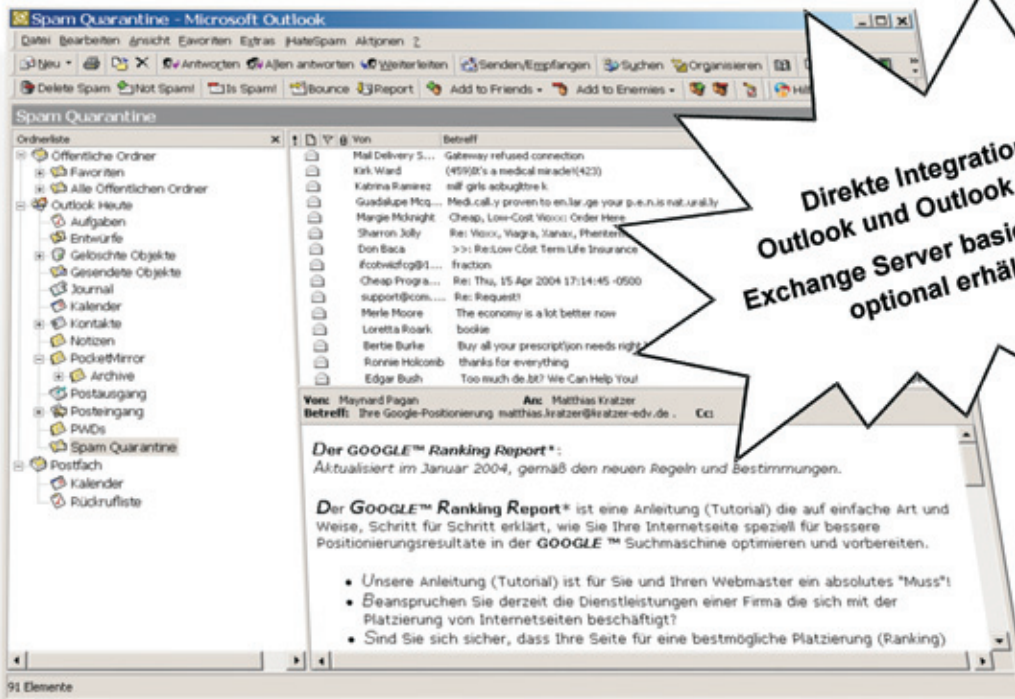 Spam Quarantine - Microsoft Outlook
Datei Bearbeiten Ansicht Favoriten Extras IHateSpam Aktionen ?
Neu Antworten Allen antworten Weiterleiten Senden/Empfangen Suchen Organisieren
Delete Spam Not Spam! Is Spam! Bounce Report Add to Friends Add to Enemies
Spam Quarantine
Ordnerliste
Öffentliche Ordner
Favoriten
Alle Öffentlichen Ordner
Outlook Heute
Aufgaben
Entwürfe
Gelöschte Objekte
Gesendete Objekte
Journal
Kalender
Kontakte
Notizen
PocketMirror
Archive
Postausgang
Posteingang
PWDs
Spam Quarantine
Postfach
Kalender
Rückrufliste
Von Betreff
Mail Delivery S... Gateway refused connection
Kirk Ward (459)It's a medical miracle!(423)
Katrina Ramirez milf girls aobuglttre k
Guadalupe Mcq... Medi.call.y proven to en.lar.ge your p.e.n.is nat.ural.ly
Margie Mcknight Cheap, Low-Cost Vioxx: Order Here
Sharron Jolly Re: Vioxx, Viagra, Xanax,
Don Baca >>: Re:Low Cöst Term Life Insurance
fraction
Cheap Progra... Re: Thu, 15 Apr 2004 17:14:45 -0500
support@com.... Re: Request!
Merle Moore The economy is a lot better now
Loretta Roark bookie
Bertie Burke Buy all your prescript\ion needs right
Ronnie Holcomb thanks for everything
Edgar Bush Too much de.bt? We Can Help You!
Direkte Integration
Outlook und Outlook
Exchange Server basic
optional erhäl
Von: Maynard Pagan An: Matthias Kratzer
Betreff: Ihre Google-Positionierung matthias.kratzer@kratzer-edv.de . Cc:
Der GOOGLE™ Ranking Report*:
Aktualisiert im Januar 2004, gemäß den neuen Regeln und Bestimmungen.
Der GOOGLE™ Ranking Report* ist eine Anleitung (Tutorial) die auf einfache Art und
Weise, Schritt für Schritt erklärt, wie Sie Ihre Internetseite speziell für bessere
Positionierungsresultate in der GOOGLE ™ Suchmaschine optimieren und vorbereiten.
• Unsere Anleitung (Tutorial) ist für Sie und Ihren Webmaster ein absolutes "Muss"!
• Beanspruchen Sie derzeit die Dienstleistungen einer Firma die sich mit der
Platzierung von Internetseiten beschäftigt?
• Sind Sie sich sicher, dass Ihre Seite für eine bestmögliche Platzierung (Ranking)
91 Elemente